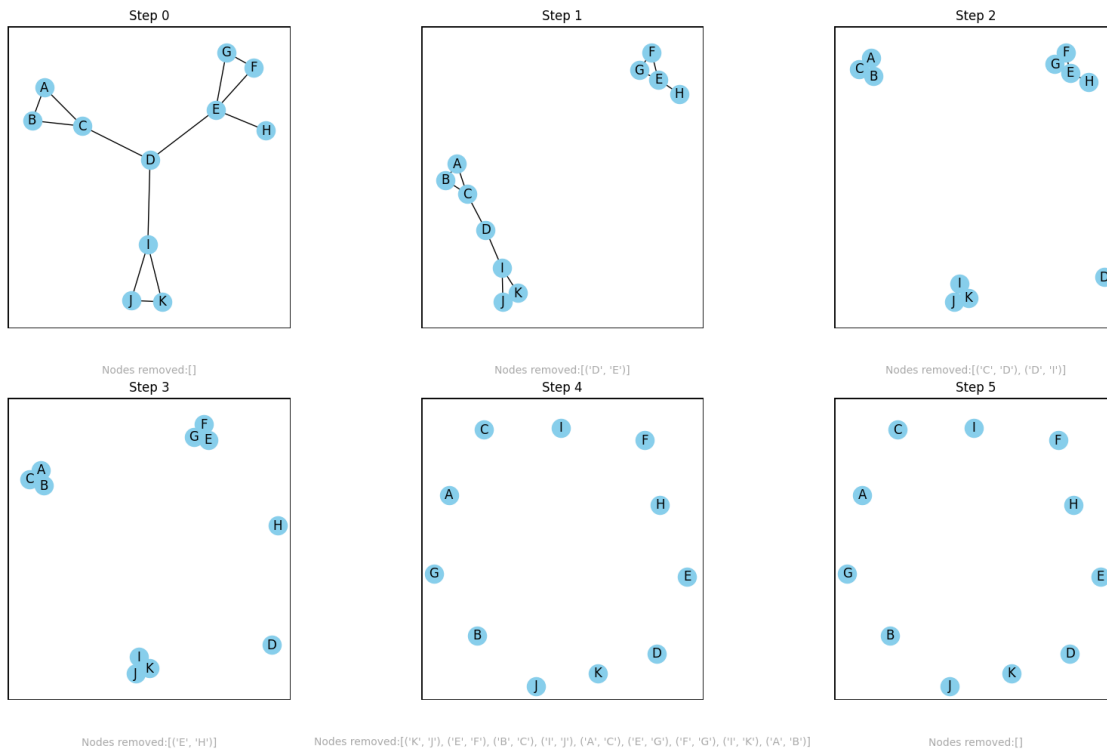 Step 0
G
F
A
E
B
C
H
D
I
J
K
Nodes removed:[]
Step 1
F
G
E
H
A
B
C
D
I
K
J
Nodes removed:[('D', 'E')]
Step 2
A
C
B
F
G
E
H
I
K
J
D
Nodes removed:[('C', 'D'), ('D', 'I')]
Step 3
F
G
E
A
C
B
H
D
I
K
J
Nodes removed:[('E', 'H')]
Step 4
C
I
F
A
H
G
E
B
D
K
J
Nodes removed:[('K', 'J'), ('E', 'F'), ('B', 'C'), ('I', 'J'), ('A', 'C'), ('E', 'G'), ('F', 'G'), ('I', 'K'), ('A', 'B')]
Step 5
C
I
F
A
H
G
E
B
D
K
J
Nodes removed:[]